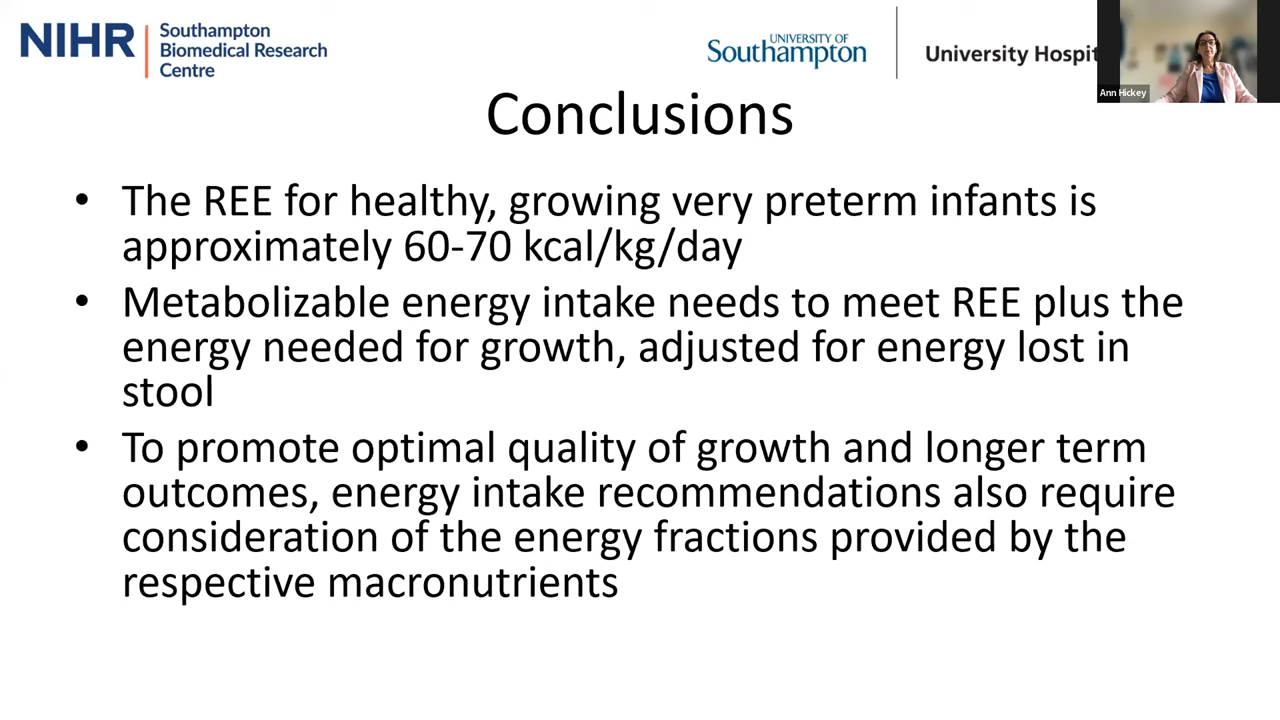 NIHR
Southampton
Biomedical Research
Centre
UNIVERSITY OF
Southampton
University
Ann Hickey
Conclusions
• The REE for healthy, growing very preterm infants is
approximately 60-70 kcal/kg/day
• Metabolizable energy intake needs to meet REE plus the
energy needed for growth, adjusted for energy lost in
stool
• To promote optimal quality of growth and longer term
outcomes, energy intake recommendations also require
consideration of the energy fractions provided by the
respective macronutrients